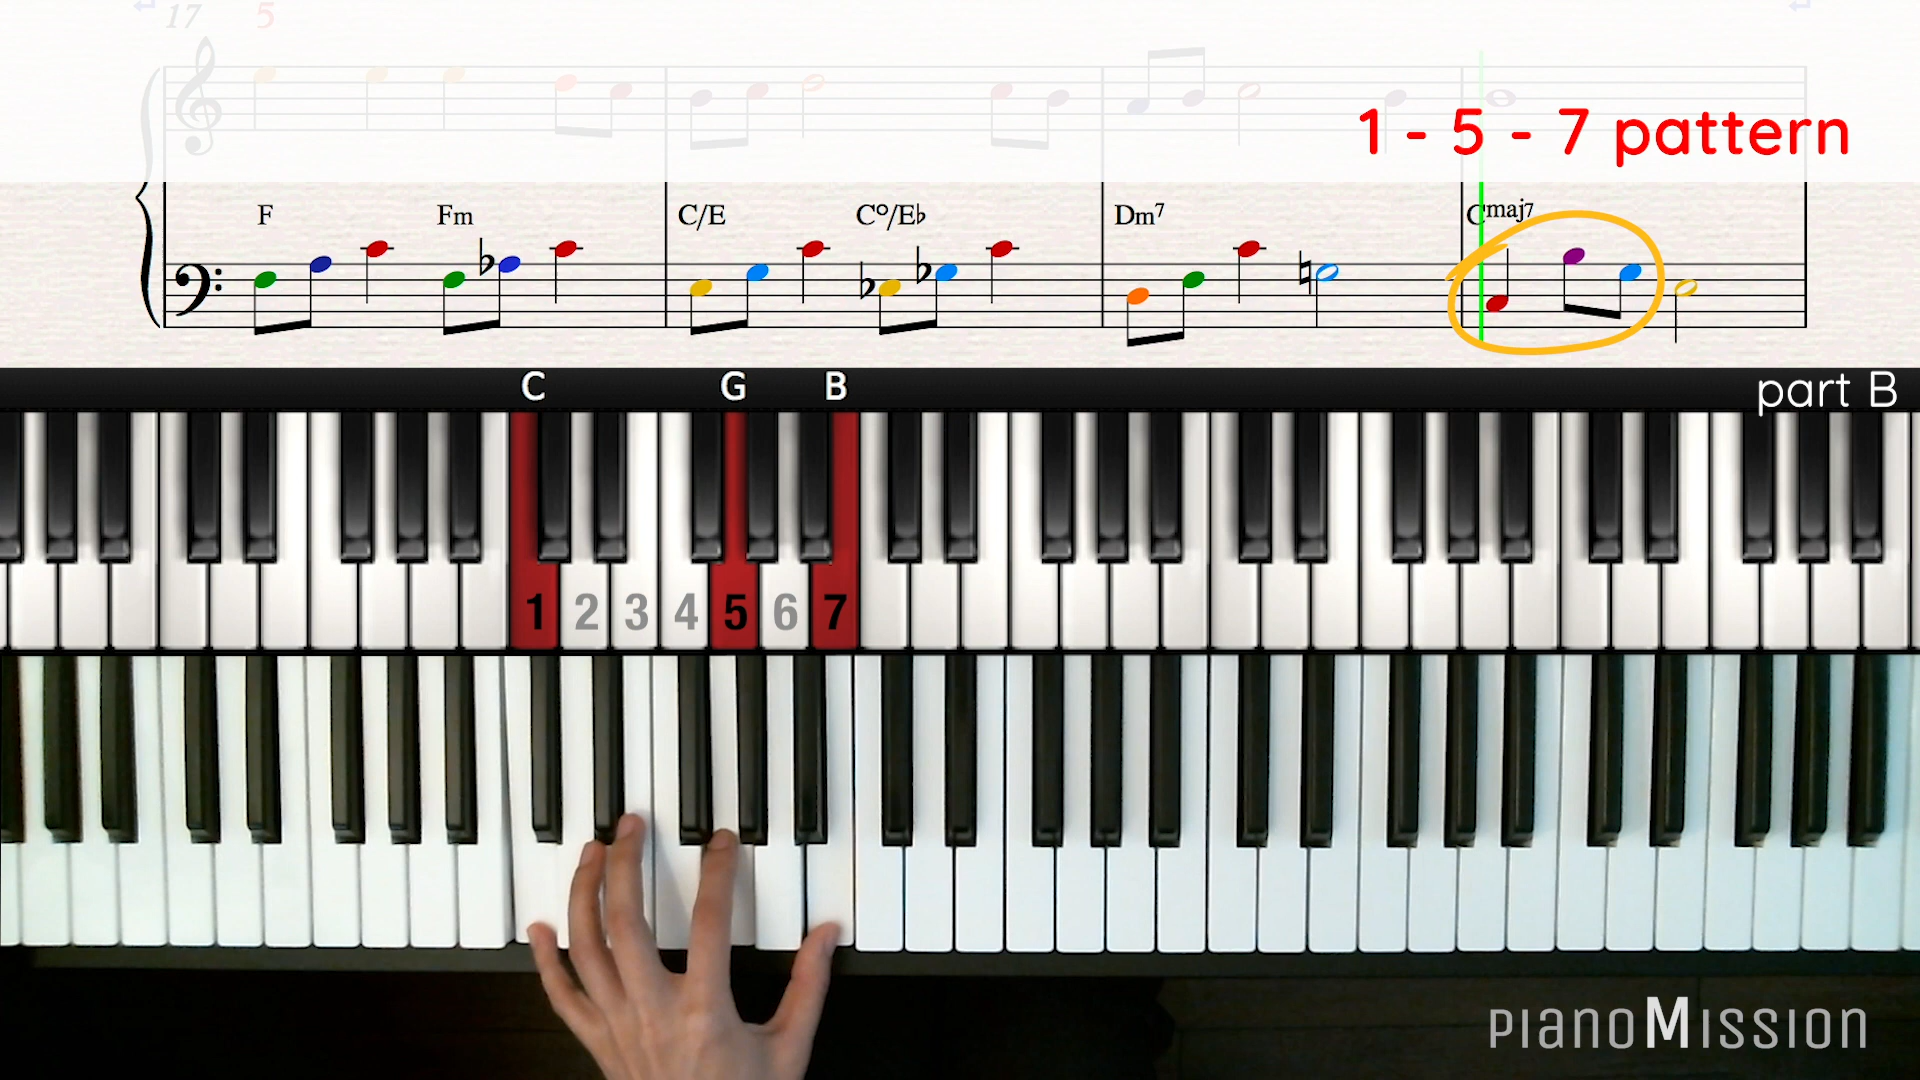 17 5
1 - 5 - 7 pattern
F Fm C/E C°/E♭ Dm7 Cmaj7
C G B part B
1 2 3 4 5 6 7
PIANOMISSION